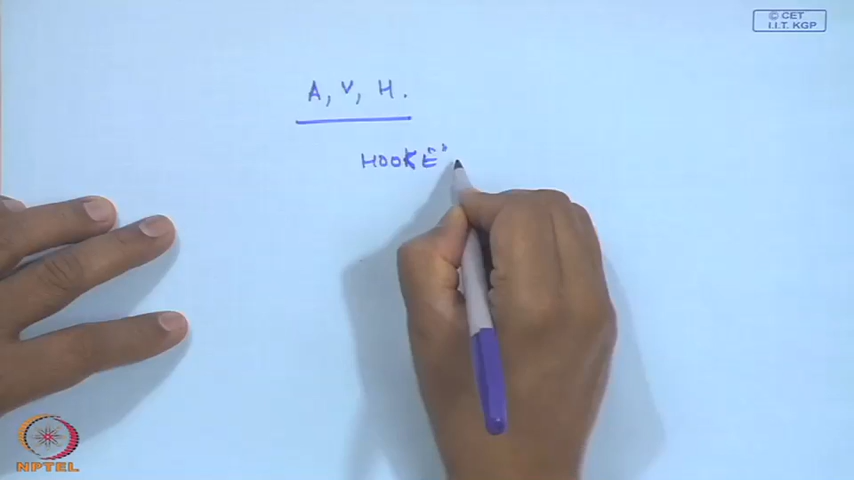 © CET
I.I.T. KGP
A, V, H.
HOOKE'
NPTEL